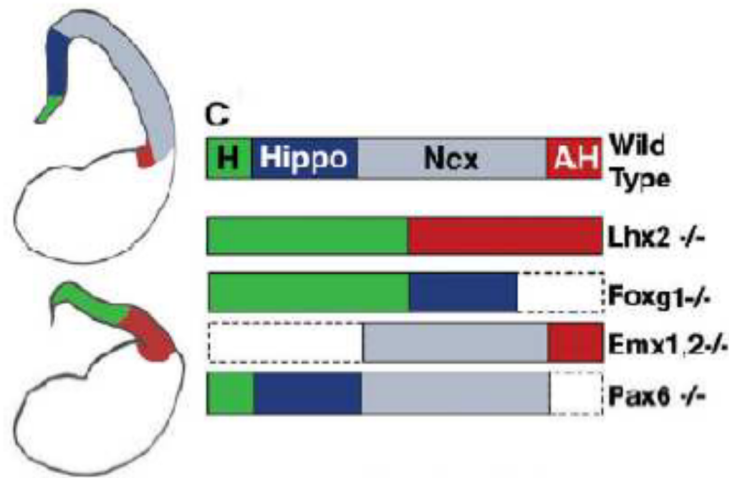 C
H Hippo Ncx AH Wild
Type
Lhx2 -/-
Foxg1-/-
Emx1,2-/-
Pax6 -/-